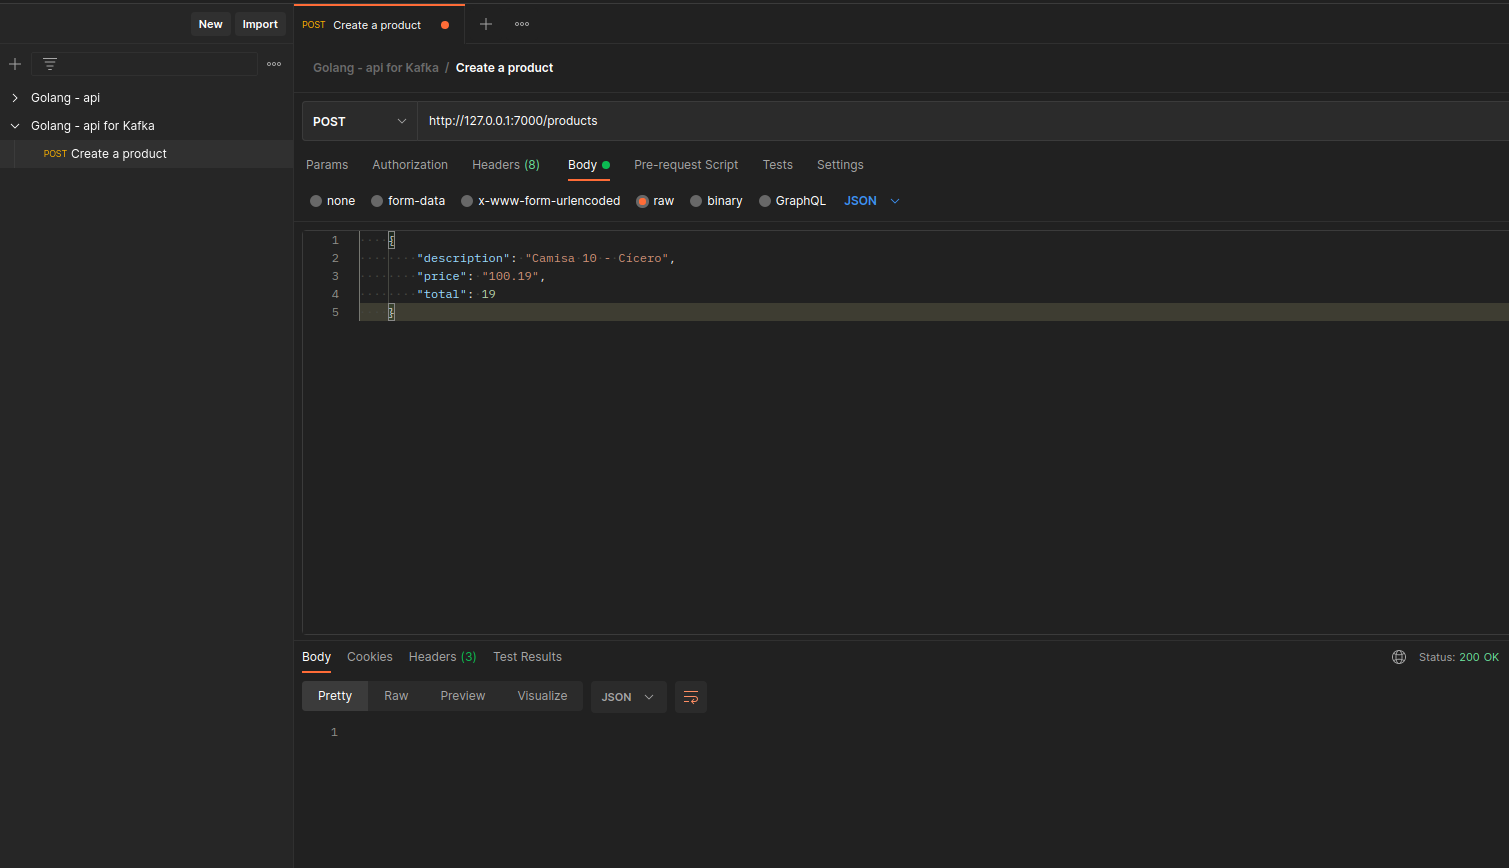 New Import
POST Create a product
Golang - api for Kafka / Create a product
Golang - api
Golang - api for Kafka
POST Create a product
POST http://127.0.0.1:7000/products
Params Authorization Headers (8) Body Pre-request Script Tests Settings
none form-data x-www-form-urlencoded raw binary GraphQL JSON
1 {
2 "description": "Camisa 10 - Cicero",
3 "price": "100.19",
4 "total": 19
5 }
Body Cookies Headers (3) Test Results Status: 200 OK
Pretty Raw Preview Visualize JSON
1